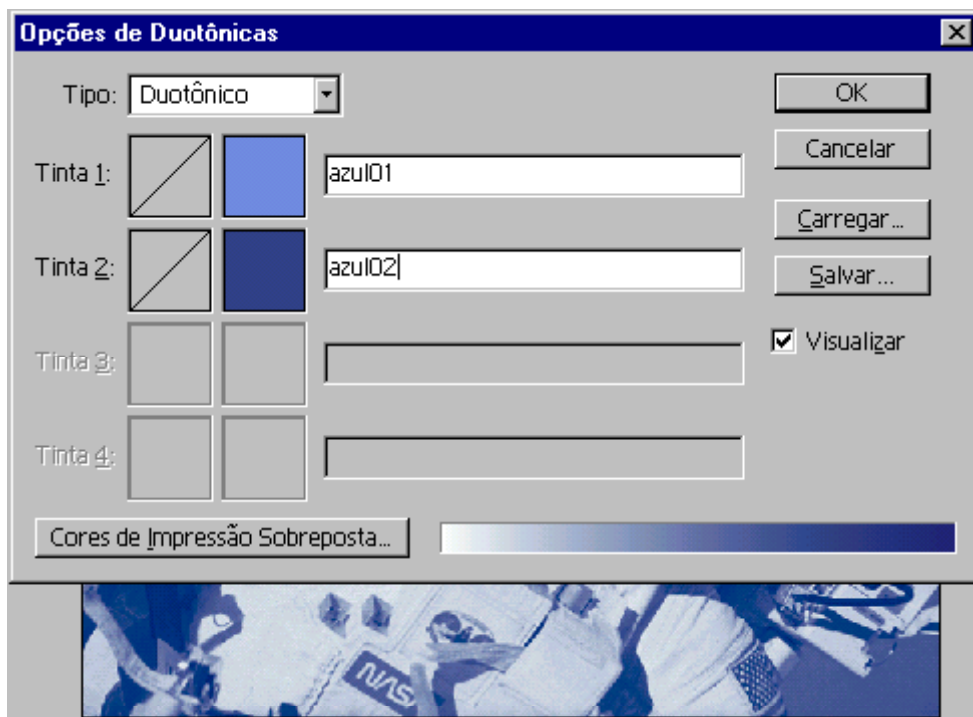 Opções de Duotônicas
Tipo: Duotônico
OK
Tinta 1: azul01
Cancelar
Carregar...
Tinta 2: azul02
Salvar...
Visualizar
Tinta 3:
Tinta 4:
Cores de Impressão Sobreposta...
NAS